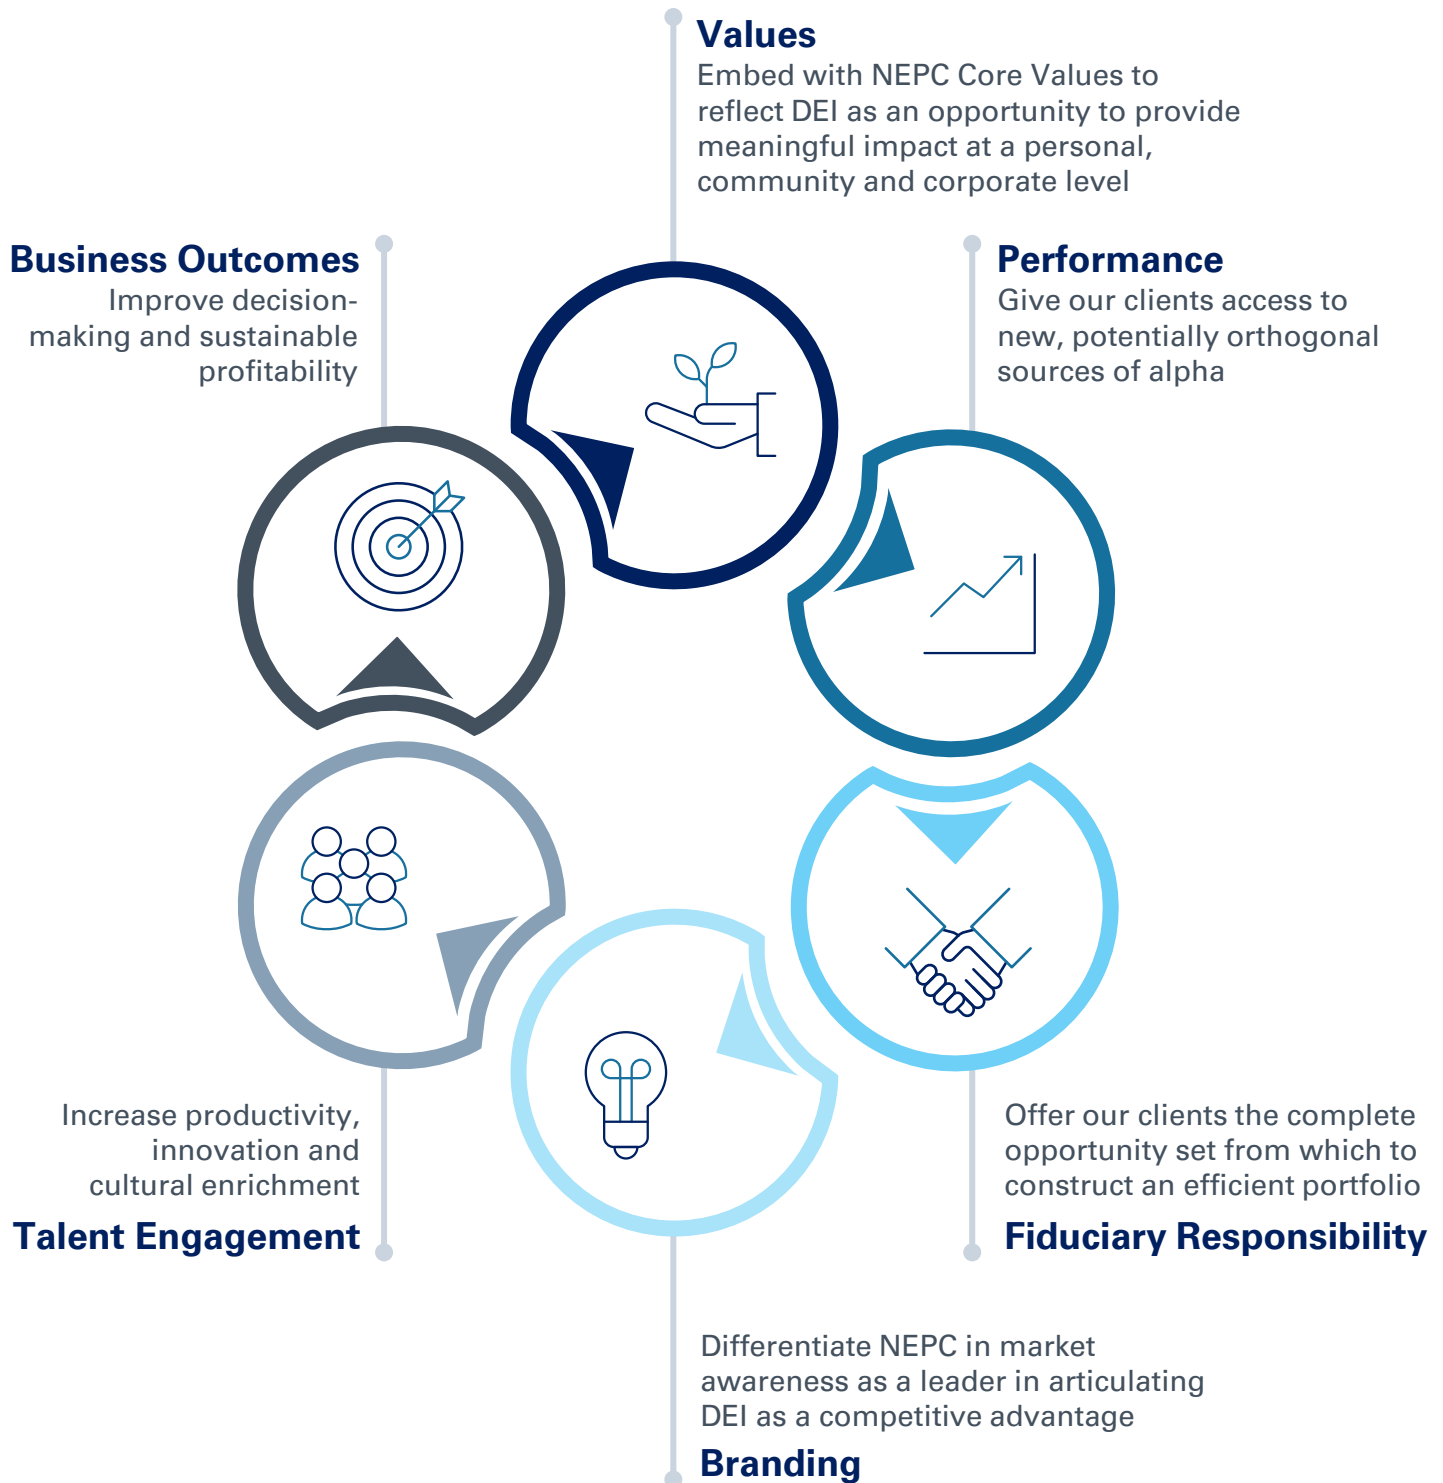 Values
Embed with NEPC Core Values to
reflect DEI as an opportunity to provide
meaningful impact at a personal,
community and corporate level
Business Outcomes
Improve decision-
making and sustainable
profitability
Performance
Give our clients access to
new, potentially orthogonal
sources of alpha
Increase productivity,
innovation and
cultural enrichment
Talent Engagement
Offer our clients the complete
opportunity set from which to
construct an efficient portfolio
Fiduciary Responsibility
Differentiate NEPC in market
awareness as a leader in articulating
DEI as a competitive advantage
Branding